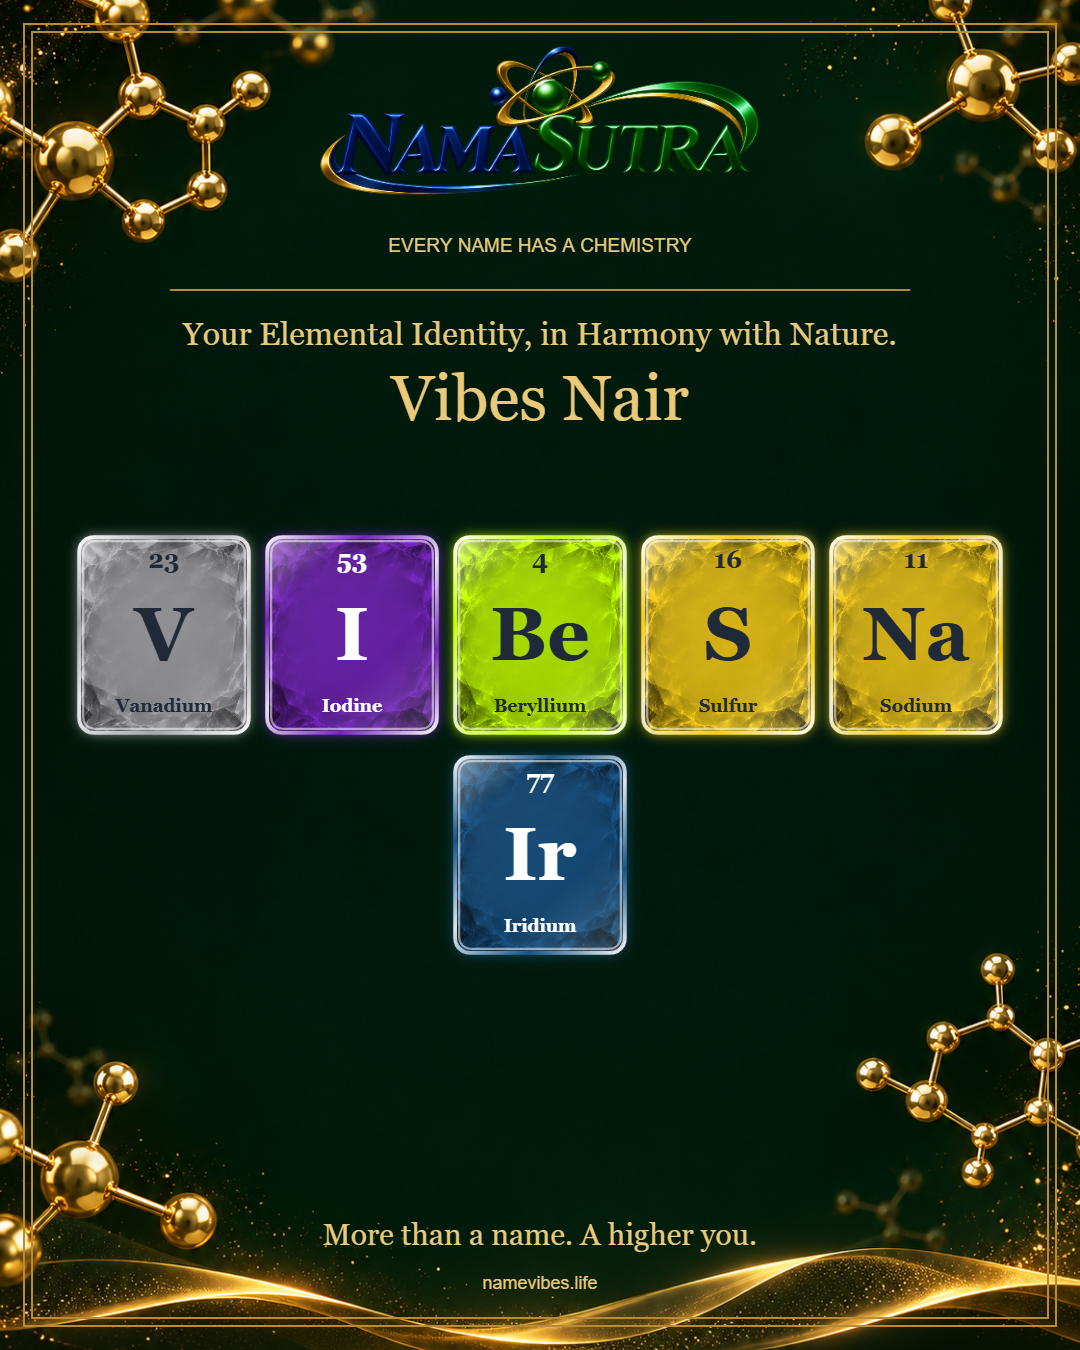 NAMASUTRA
EVERY NAME HAS A CHEMISTRY
Your Elemental Identity, in Harmony with Nature.
Vibes Nair
23 53 4 16 11
V I Be S Na
Vanadium Iodine Beryllium Sulfur Sodium
77
Ir
Iridium
More than a name. A higher you.
namevibes.life